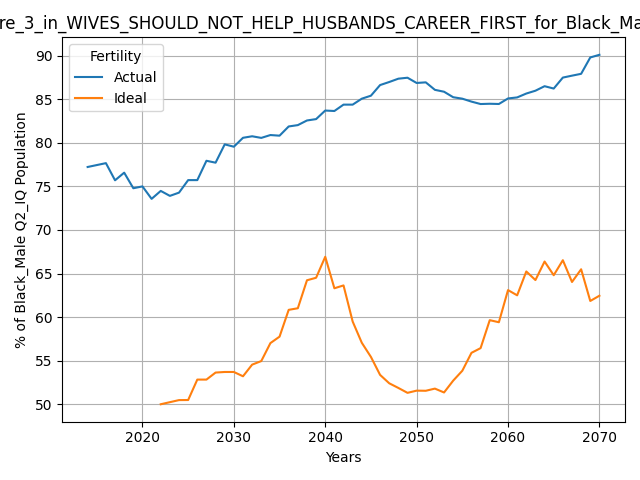 re_3_in_WIVES_SHOULD_NOT_HELP_HUSBANDS_CAREER_FIRST_for_Black_Ma
Fertility
Actual
Ideal
% of Black_Male Q2_IQ Population
90
85
80
75
70
65
60
55
50
2020 2030 2040 2050 2060 2070
Years